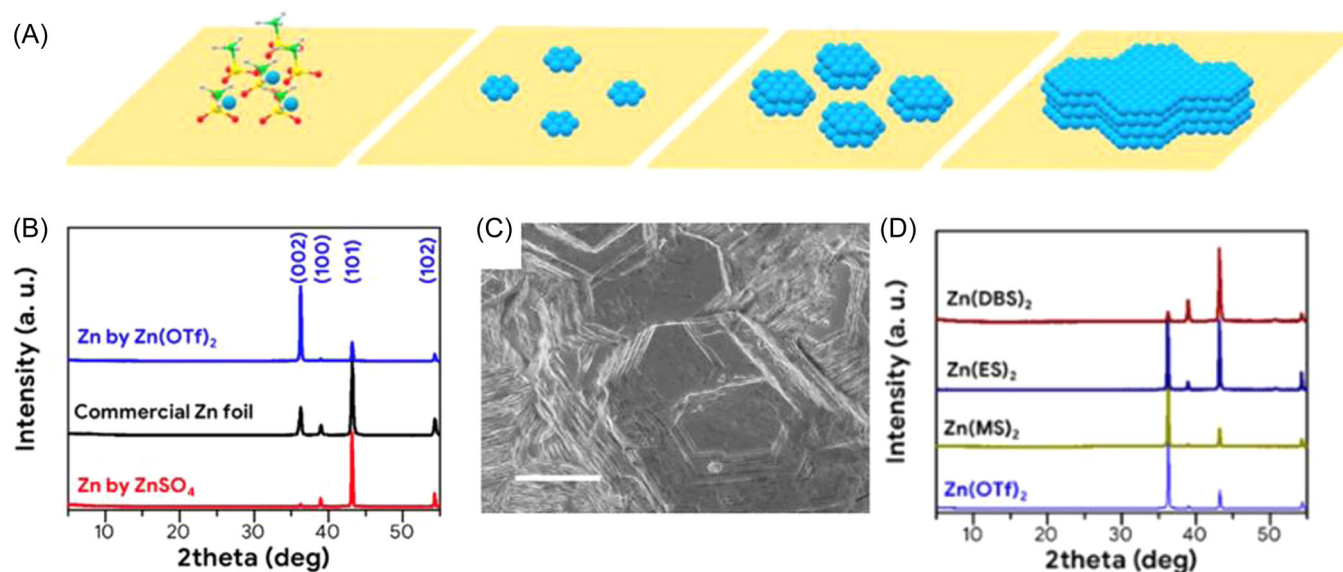 (A)
(B)
Intensity (a. u.)
(002)
(100)
(101)
(102)
Zn by Zn(OTf)₂
Commercial Zn foil
Zn by ZnSO₄
10 20 30 40 50
2theta (deg)
(C)
(D)
Intensity (a. u.)
Zn(DBS)₂
Zn(ES)₂
Zn(MS)₂
Zn(OTf)₂
10 20 30 40 50
2theta (deg)